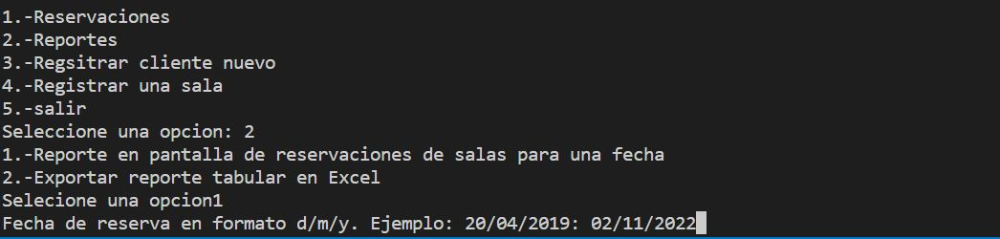 1.-Reservaciones
2.-Reportes
3.-Regsitrar cliente nuevo
4.-Registrar una sala
5.-salir
Seleccione una opcion: 2
1.-Reporte en pantalla de reservaciones de salas para una fecha
2.-Exportar reporte tabular en Excel
Selecione una opcion1
Fecha de reserva en formato d/m/y. Ejemplo: 20/04/2019: 02/11/2022